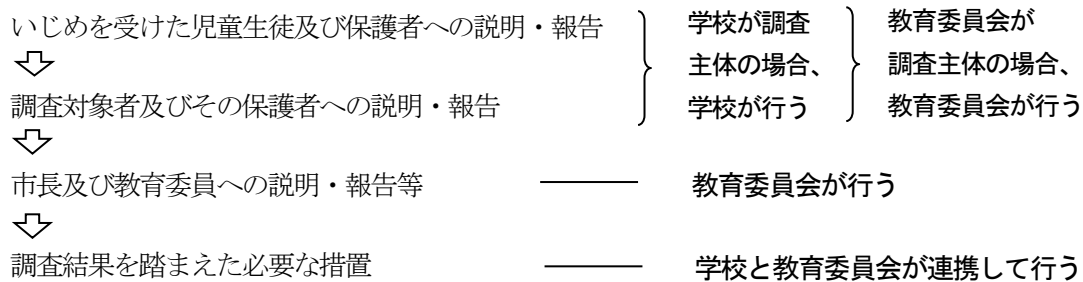 いじめを受けた児童生徒及び保護者への説明・報告
学校が調査
主体の場合、
学校が行う
教育委員会が
調査主体の場合、
教育委員会が行う
調査対象者及びその保護者への説明・報告
市長及び教育委員への説明・報告等
教育委員会が行う
調査結果を踏まえた必要な措置
学校と教育委員会が連携して行う